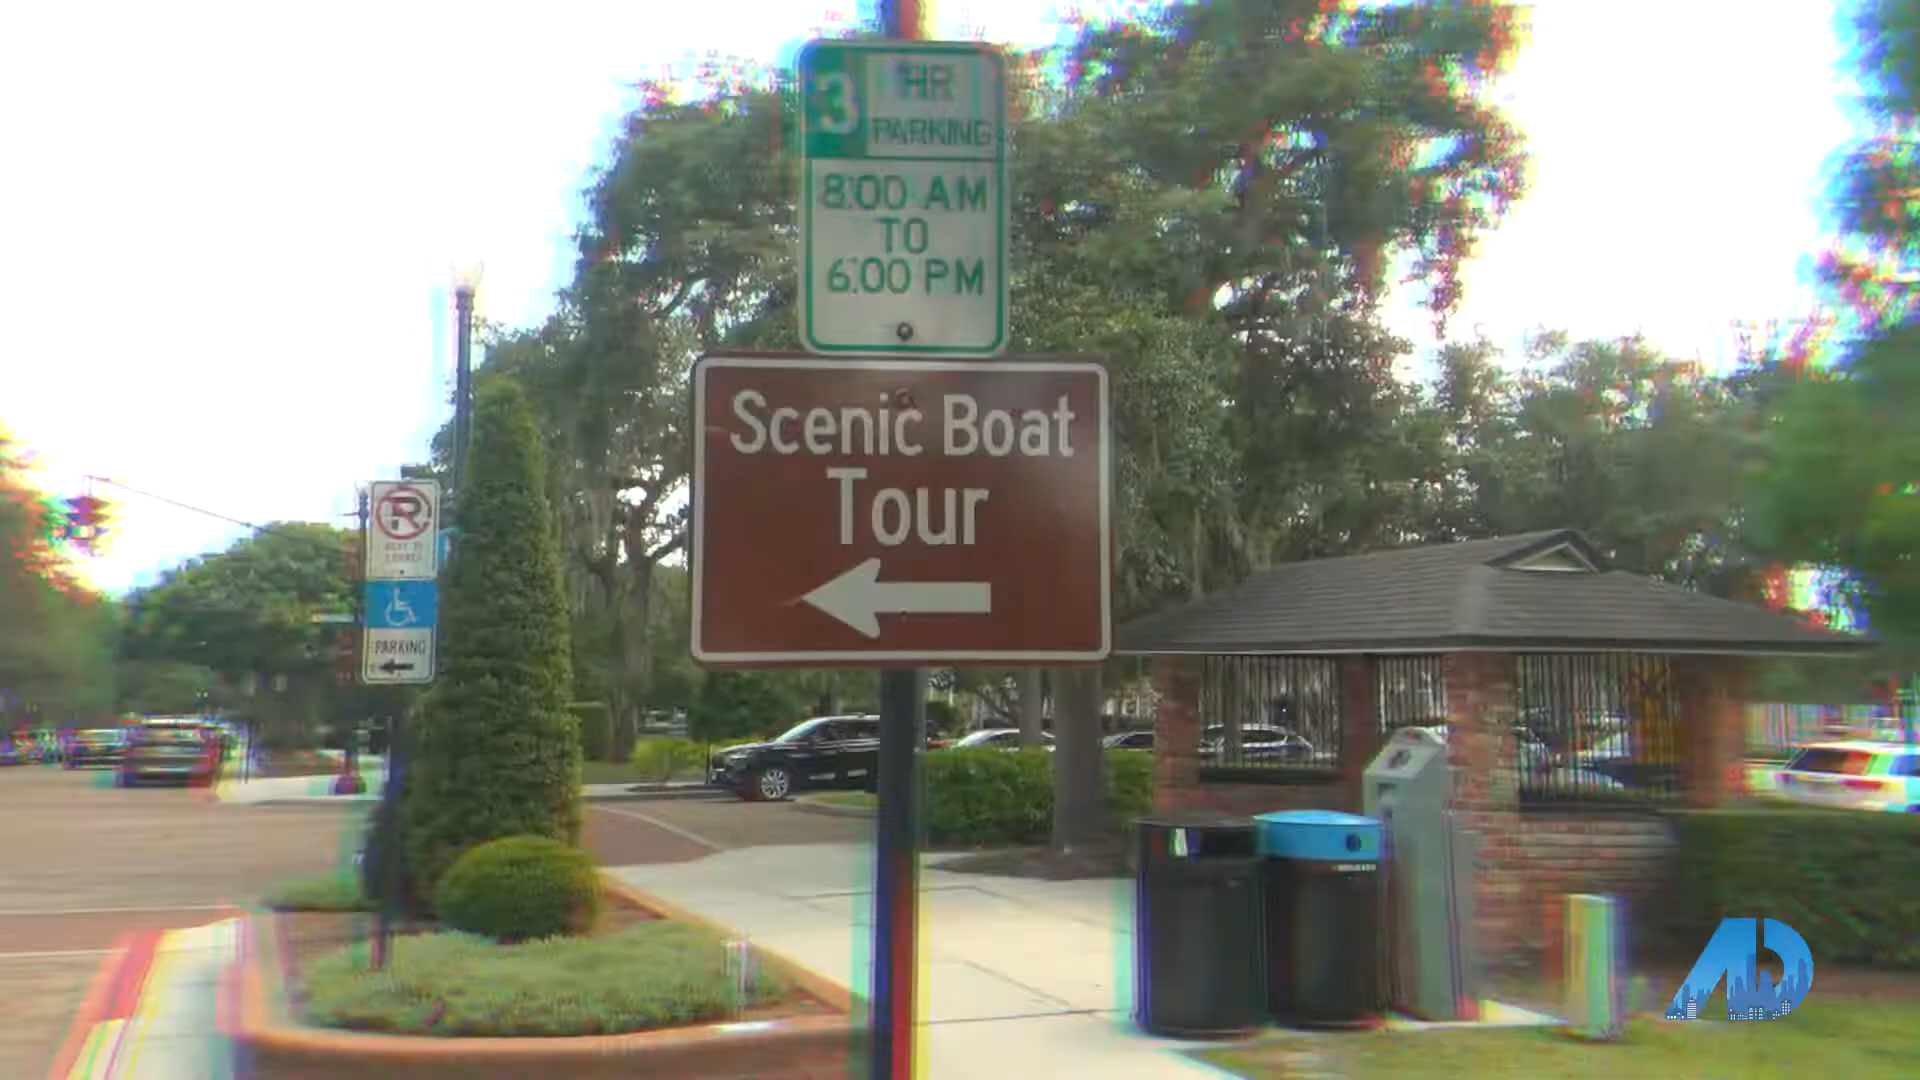 3 HR
PARKING
8:00 AM
TO
6:00 PM
Scenic Boat
Tour
PARKING